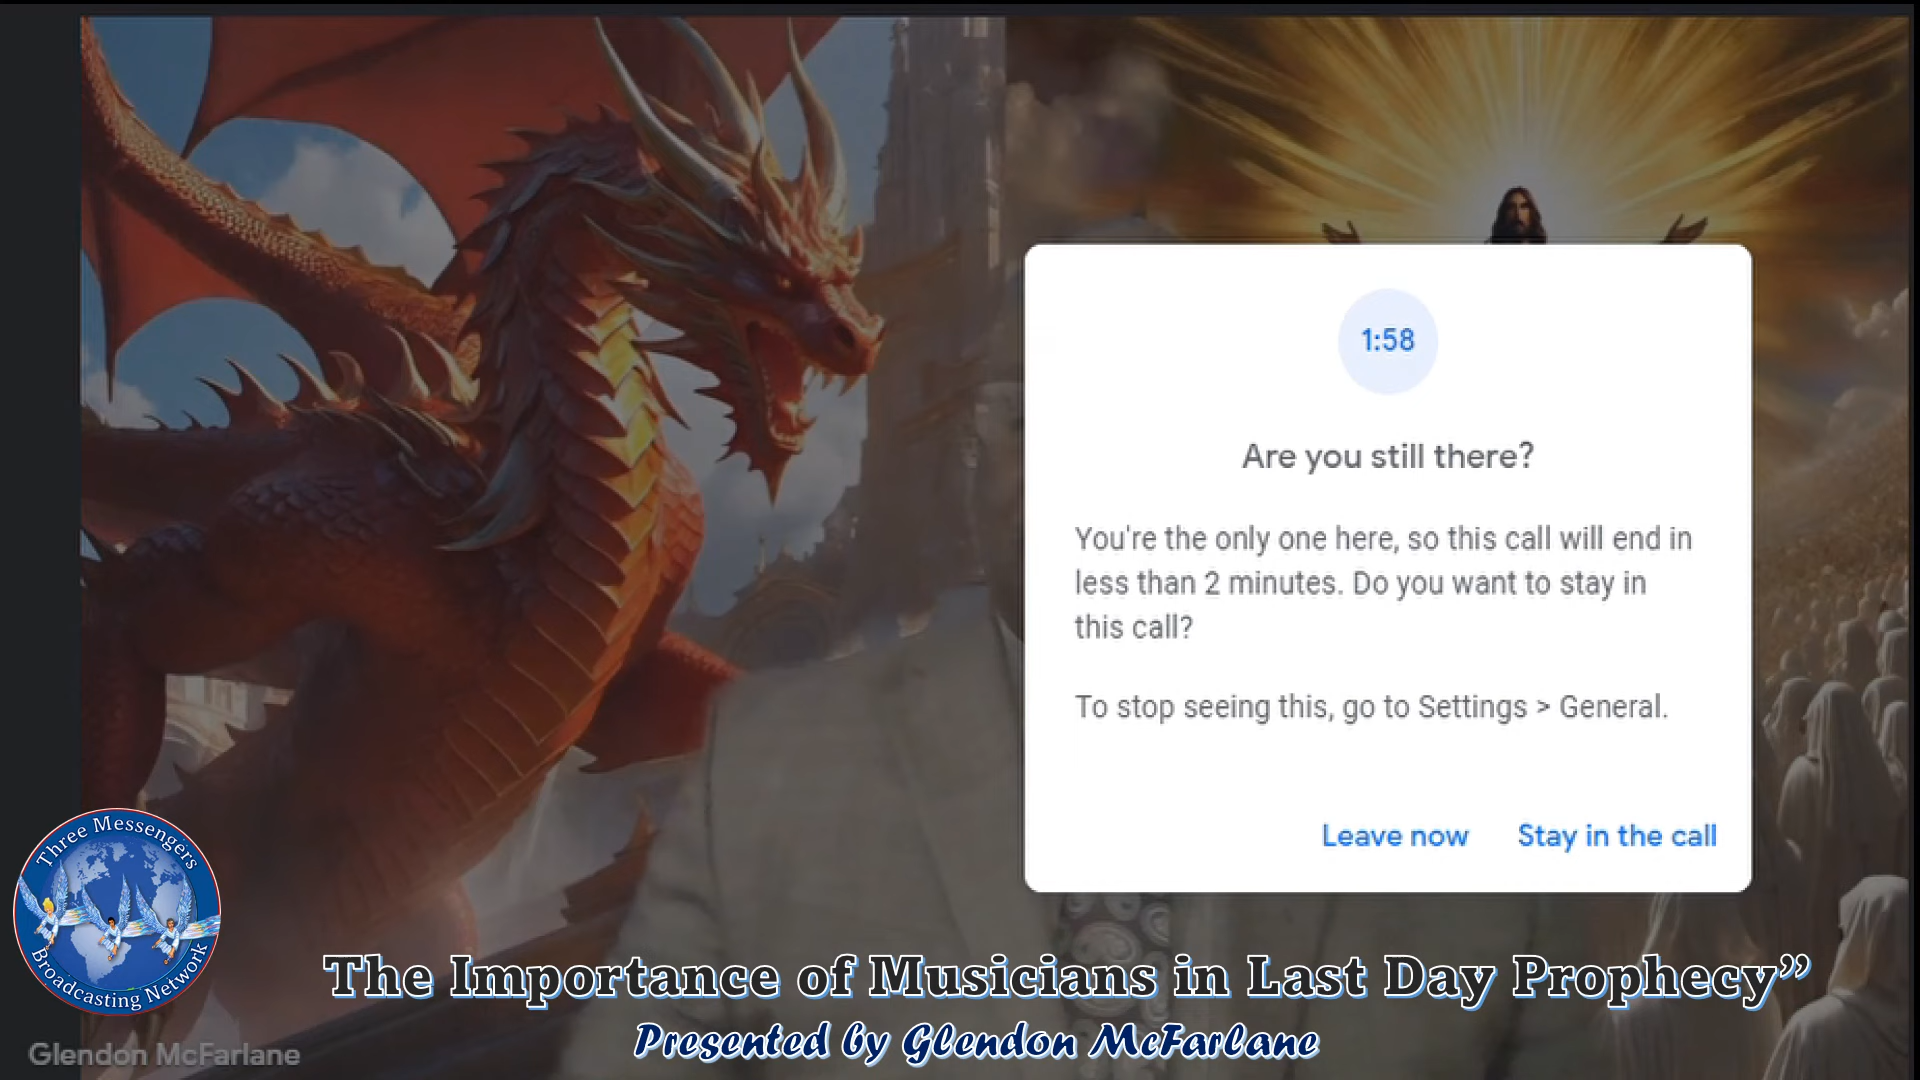 1:58
Are you still there?
You're the only one here, so this call will end in
less than 2 minutes. Do you want to stay in
this call?
To stop seeing this, go to Settings > General.
Leave now Stay in the call
Three Messengers
Broadcasting Network
The Importance of Musicians in Last Day Prophecy”
Presented by Glendon McFarlane
Glendon McFarlane